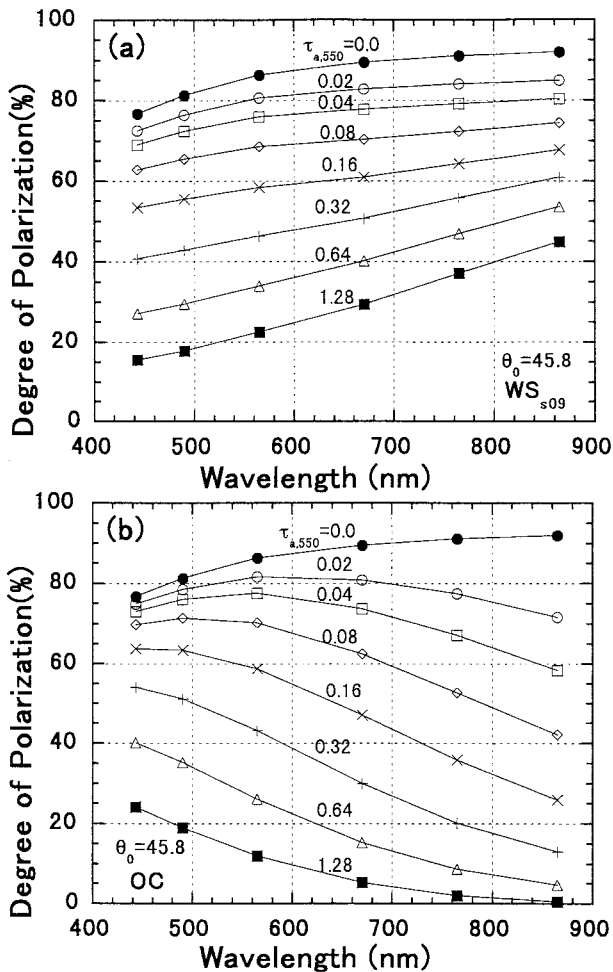 (a)
τa,550=0.0
0.02
0.04
0.08
0.16
0.32
0.64
1.28
θ0=45.8
WSs09
100
80
60
40
20
0
Degree of Polarization(%)
400 500 600 700 800 900
Wavelength (nm)
(b)
τa,550=0.0
0.02
0.04
0.08
0.16
0.32
0.64
1.28
θ0=45.8
OC
100
80
60
40
20
0
Degree of Polarization(%)
400 500 600 700 800 900
Wavelength (nm)